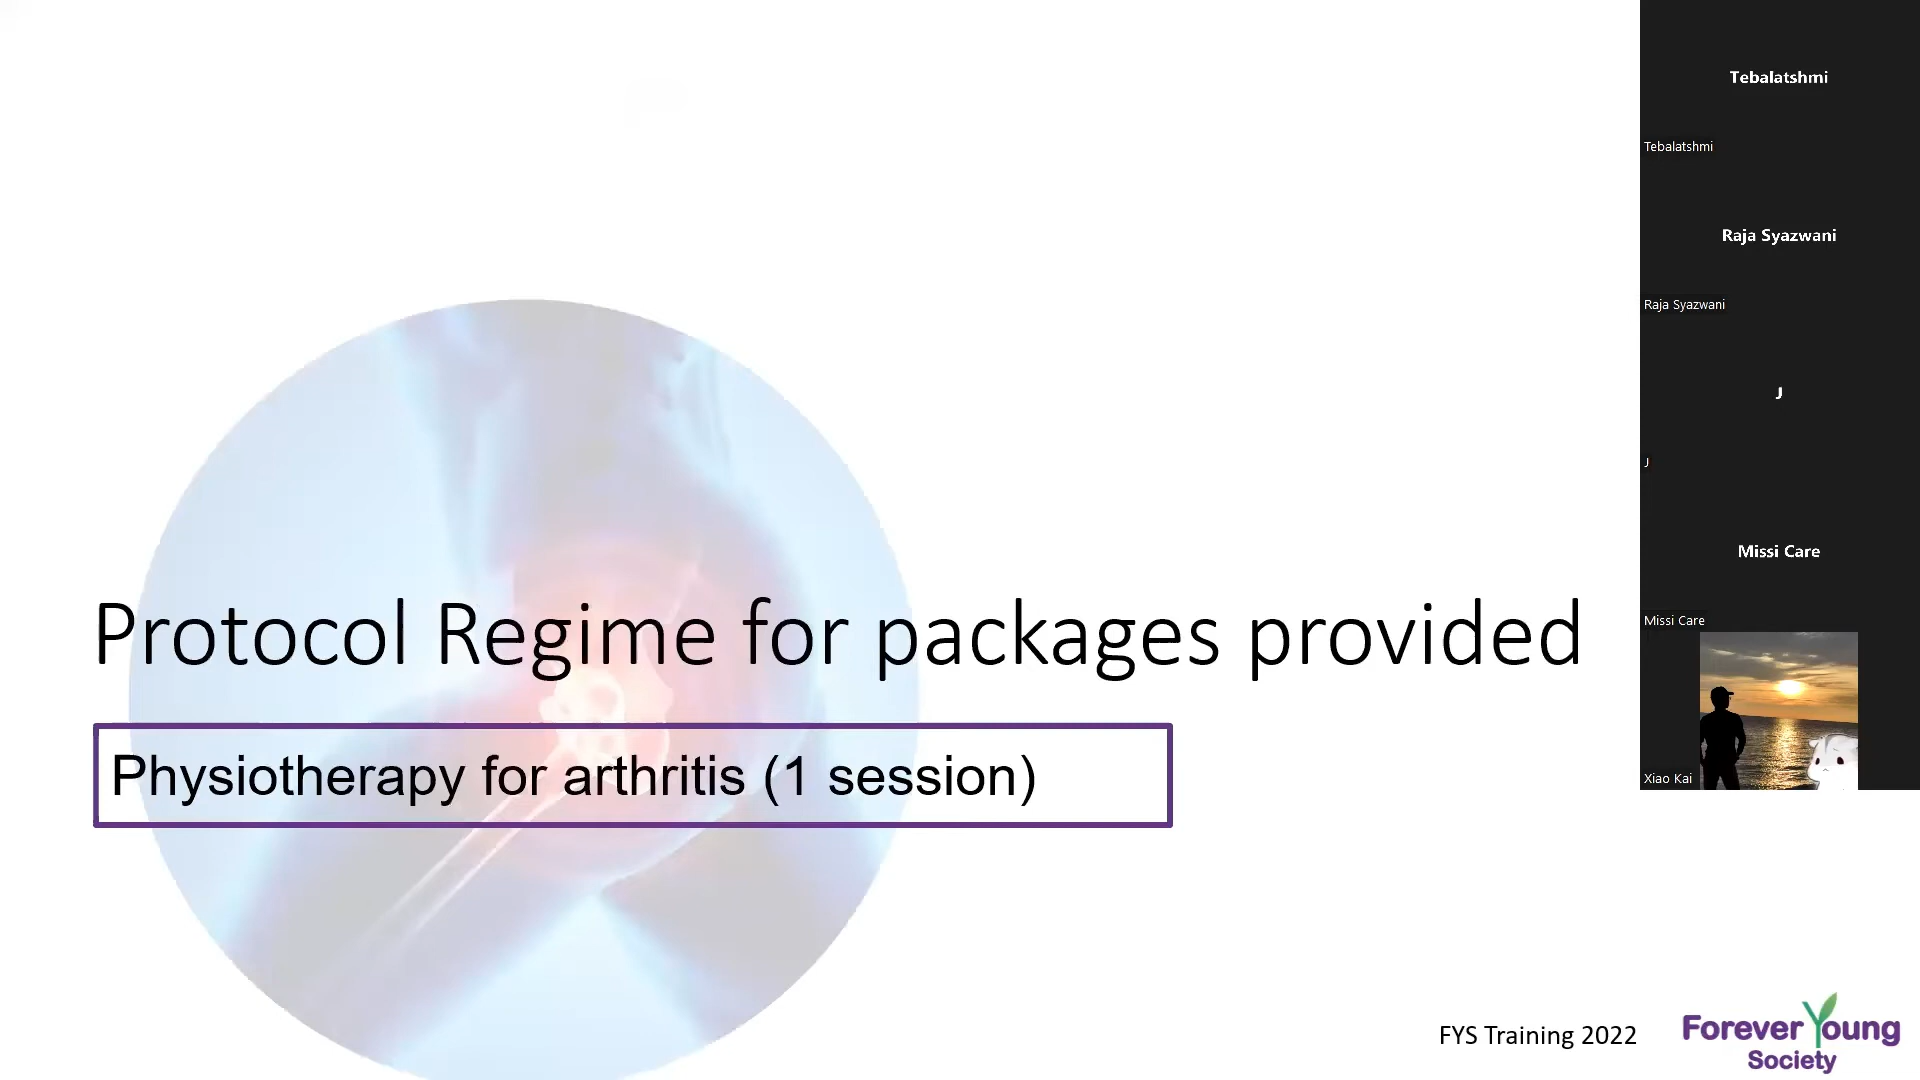 Tebalatshmi
Tebalatshmi
Raja Syazwani
Raja Syazwani
J
J
Missi Care
Missi Care
Xiao Kai
Protocol Regime for packages provided
Physiotherapy for arthritis (1 session)
FYS Training 2022
Forever Young
Society